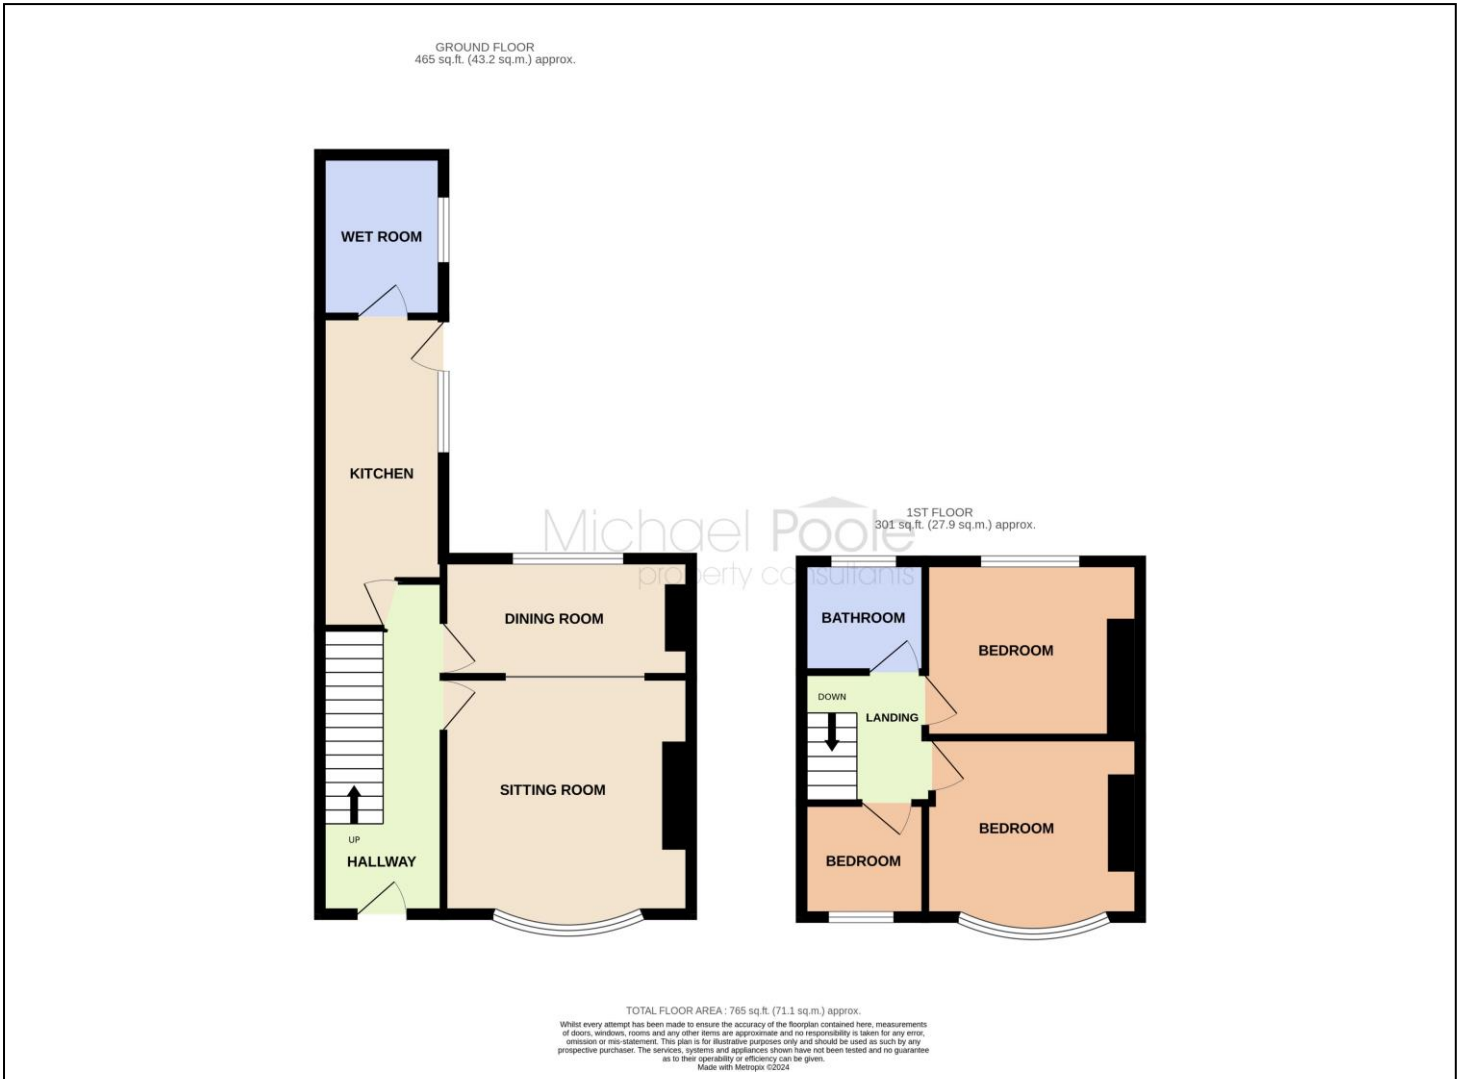 GROUND FLOOR
465 sq.ft. (43.2 sq.m.) approx.
WET ROOM
KITCHEN
DINING ROOM
SITTING ROOM
UP
HALLWAY
Michael Poole
property consultants
1ST FLOOR
301 sq.ft. (27.9 sq.m.) approx.
BATHROOM
BEDROOM
DOWN
LANDING
BEDROOM
BEDROOM
TOTAL FLOOR AREA : 765 sq.ft. (71.1 sq.m.) approx.
Whilst every attempt has been made to ensure the accuracy of the floorplan contained here, measurements
of doors, windows, rooms and any other items are approximate and no responsibility is taken for any error,
omission or mis-statement. This plan is for illustrative purposes only and should be used as such by any
prospective purchaser. The services, systems and appliances shown have not been tested and no guarantee
as to their operability or efficiency can be given.
Made with Metropix ©2024